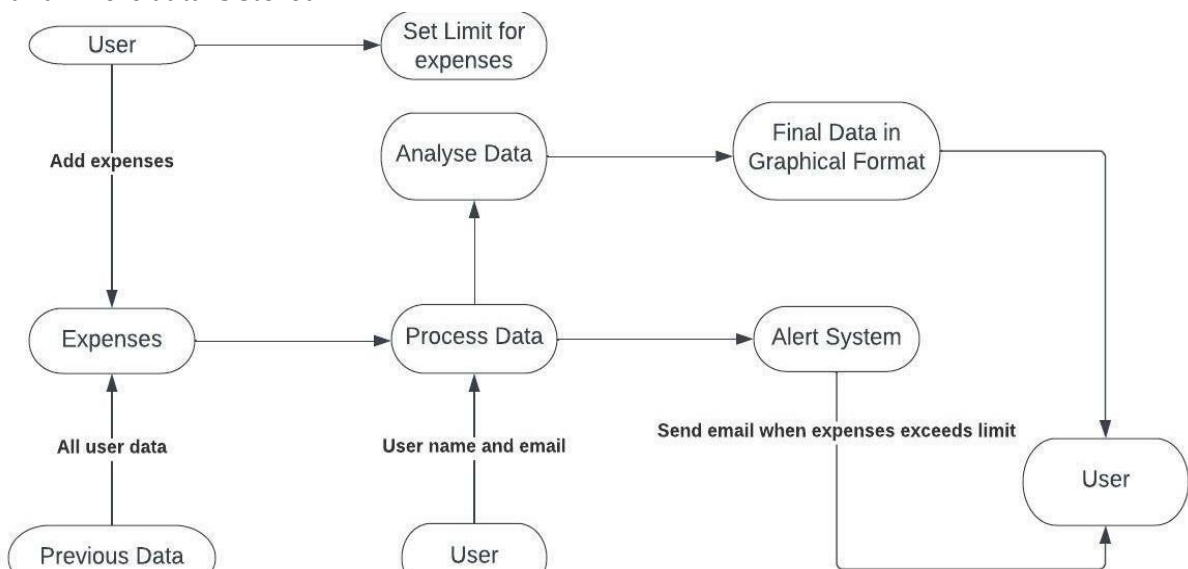 User
Set Limit for
expenses
Add expenses
Analyse Data
Final Data in
Graphical Format
Expenses
Process Data
Alert System
All user data
User name and email
Send email when expenses exceeds limit
User
Previous Data
User